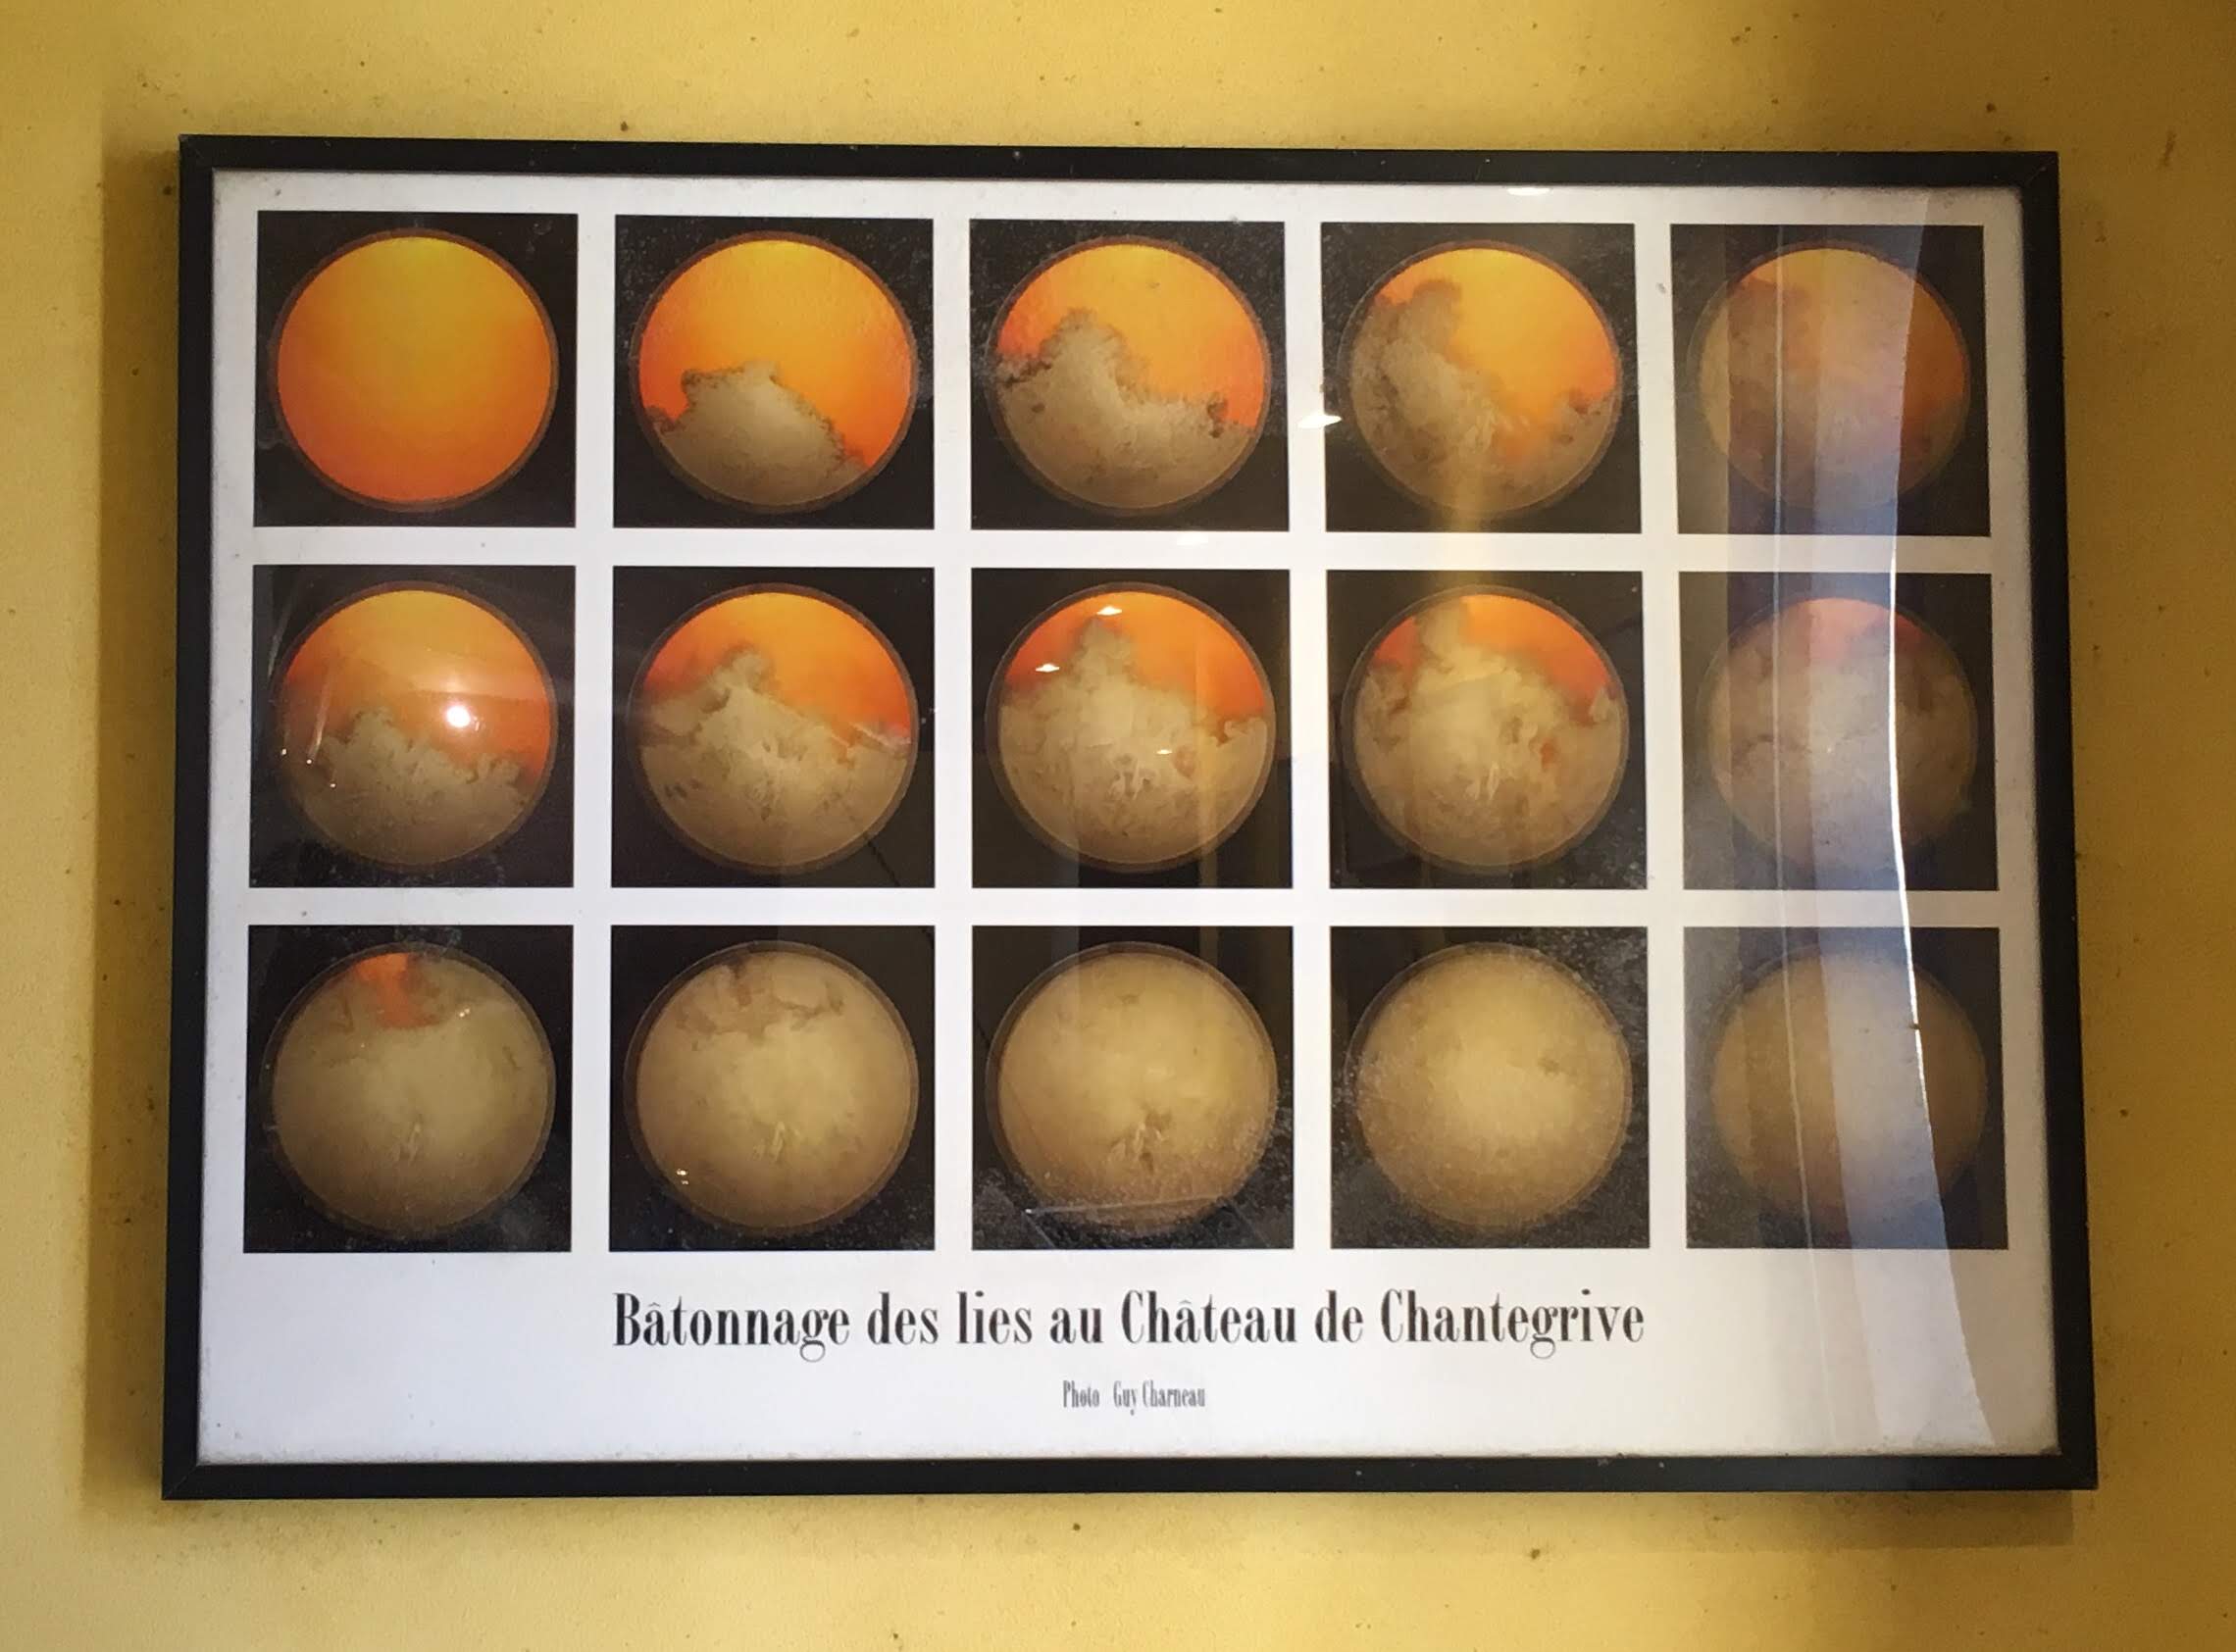 Bâtonnage des lies au Château de Chantegrive
Photo Guy Charneau